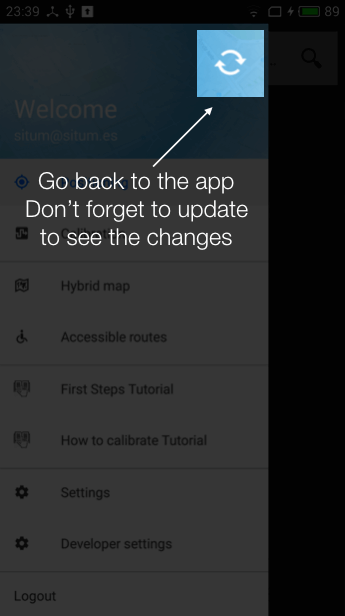 23:39
89
Welcome
situm@situm.es
Go back to the app
Don't forget to update
to see the changes
Hybrid map
Accessible routes
First Steps Tutorial
How to calibrate Tutorial
Settings
Developer settings
Logout